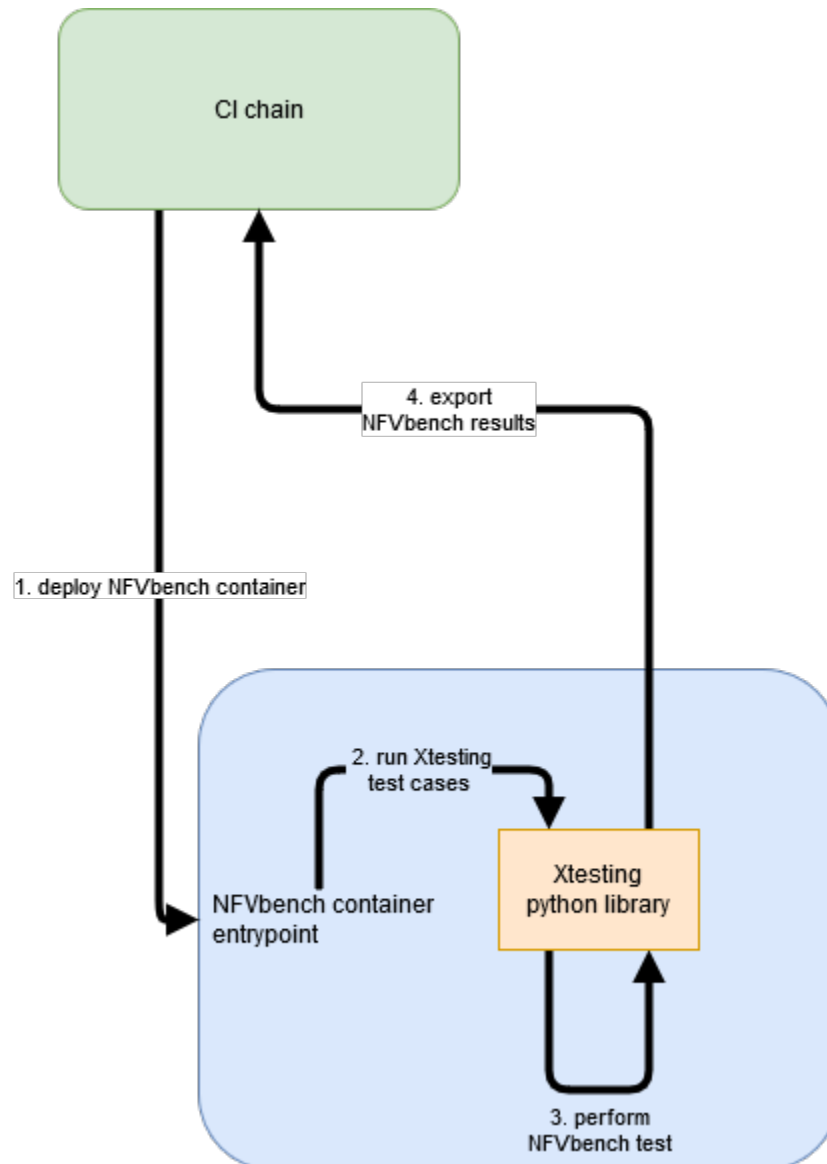 CI chain
4. export
NFVbench results
1. deploy NFVbench container
2. run Xtesting
test cases
Xtesting
python library
NFVbench container
entrypoint
3. perform
NFVbench test